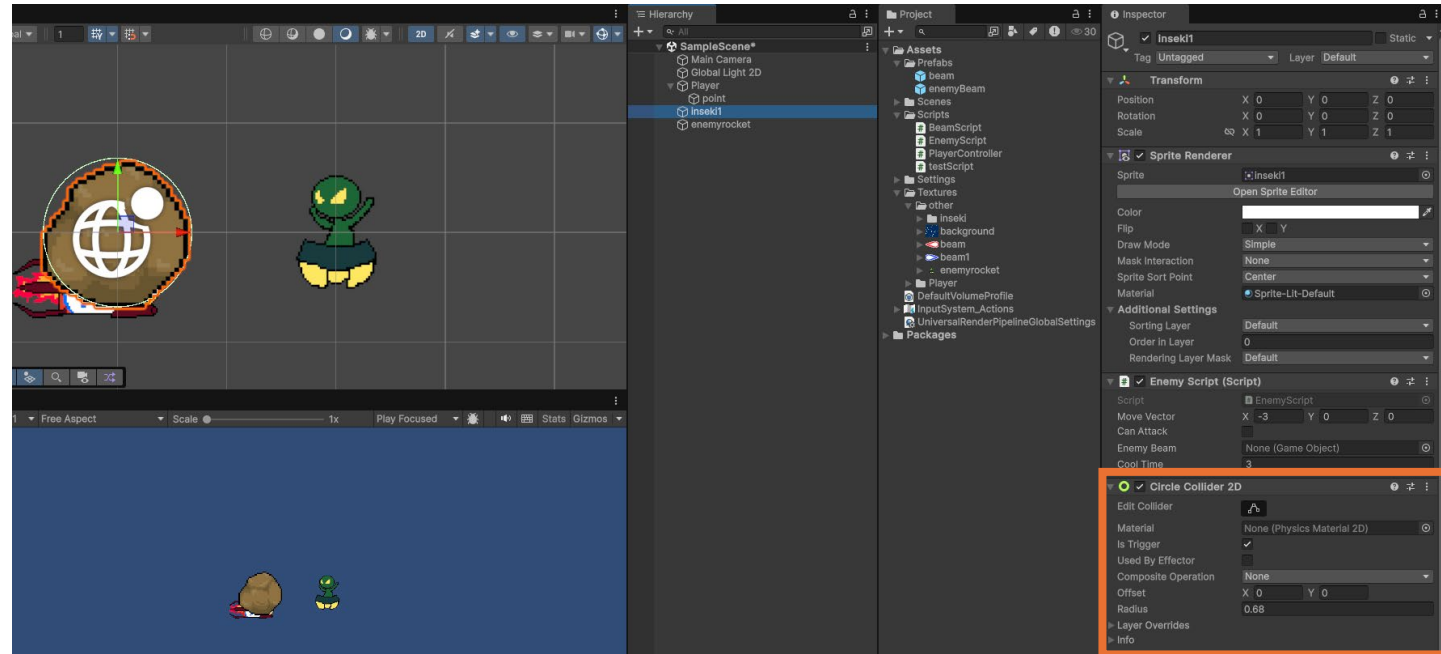 Hierarchy
All
SampleScene*
Main Camera
Global Light 2D
Player
point
inseki1
enemyrocket
1
2D
Free Aspect
Scale
1x
Play Focused
Stats
Gizmos
Project
30
Assets
Prefabs
beam
enemyBeam
Scenes
Scripts
BeamScript
EnemyScript
PlayerController
testScript
Settings
Textures
other
inseki
background
beam
beam1
enemyrocket
Player
DefaultVolumeProfile
InputSystem_Actions
UniversalRenderPipelineGlobalSettings
Packages
Inspector
inseki1 Static
Tag Untagged Layer Default
Transform
Position X 0 Y 0 Z 0
Rotation X 0 Y 0 Z 0
Scale X 1 Y 1 Z 1
Sprite Renderer
Sprite inseki1
Open Sprite Editor
Color
Flip X Y
Draw Mode Simple
Mask Interaction None
Sprite Sort Point Center
Material Sprite-Lit-Default
Additional Settings
Sorting Layer Default
Order in Layer 0
Rendering Layer Mask Default
Enemy Script (Script)
Script EnemyScript
Move Vector X -3 Y 0 Z 0
Can Attack
Enemy Beam None (Game Object)
Cool Time 3
Circle Collider 2D
Edit Collider
Material None (Physics Material 2D)
Is Trigger
Used By Effector
Composite Operation None
Offset X 0 Y 0
Radius 0.68
Layer Overrides
Info